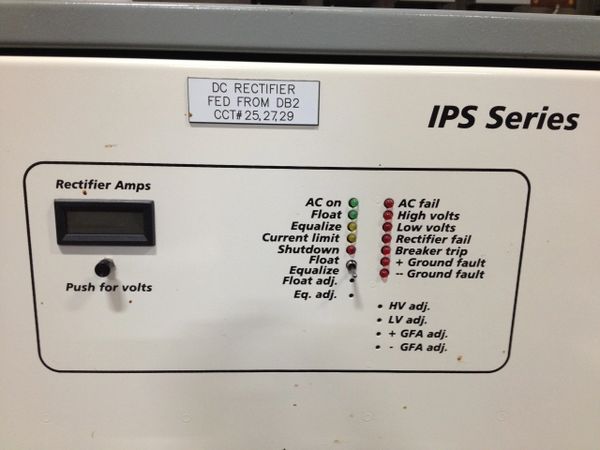 DC RECTIFIER
FED FROM DB2
CCT# 25,27,29
IPS Series
Rectifier Amps
Push for volts
AC on
Float
Equalize
Current limit
Shutdown
Float
Equalize
Float adj.
Eq. adj.
AC fail
High volts
Low volts
Rectifier fail
Breaker trip
+ Ground fault
-- Ground fault
HV adj.
LV adj.
+ GFA adj.
- GFA adj.